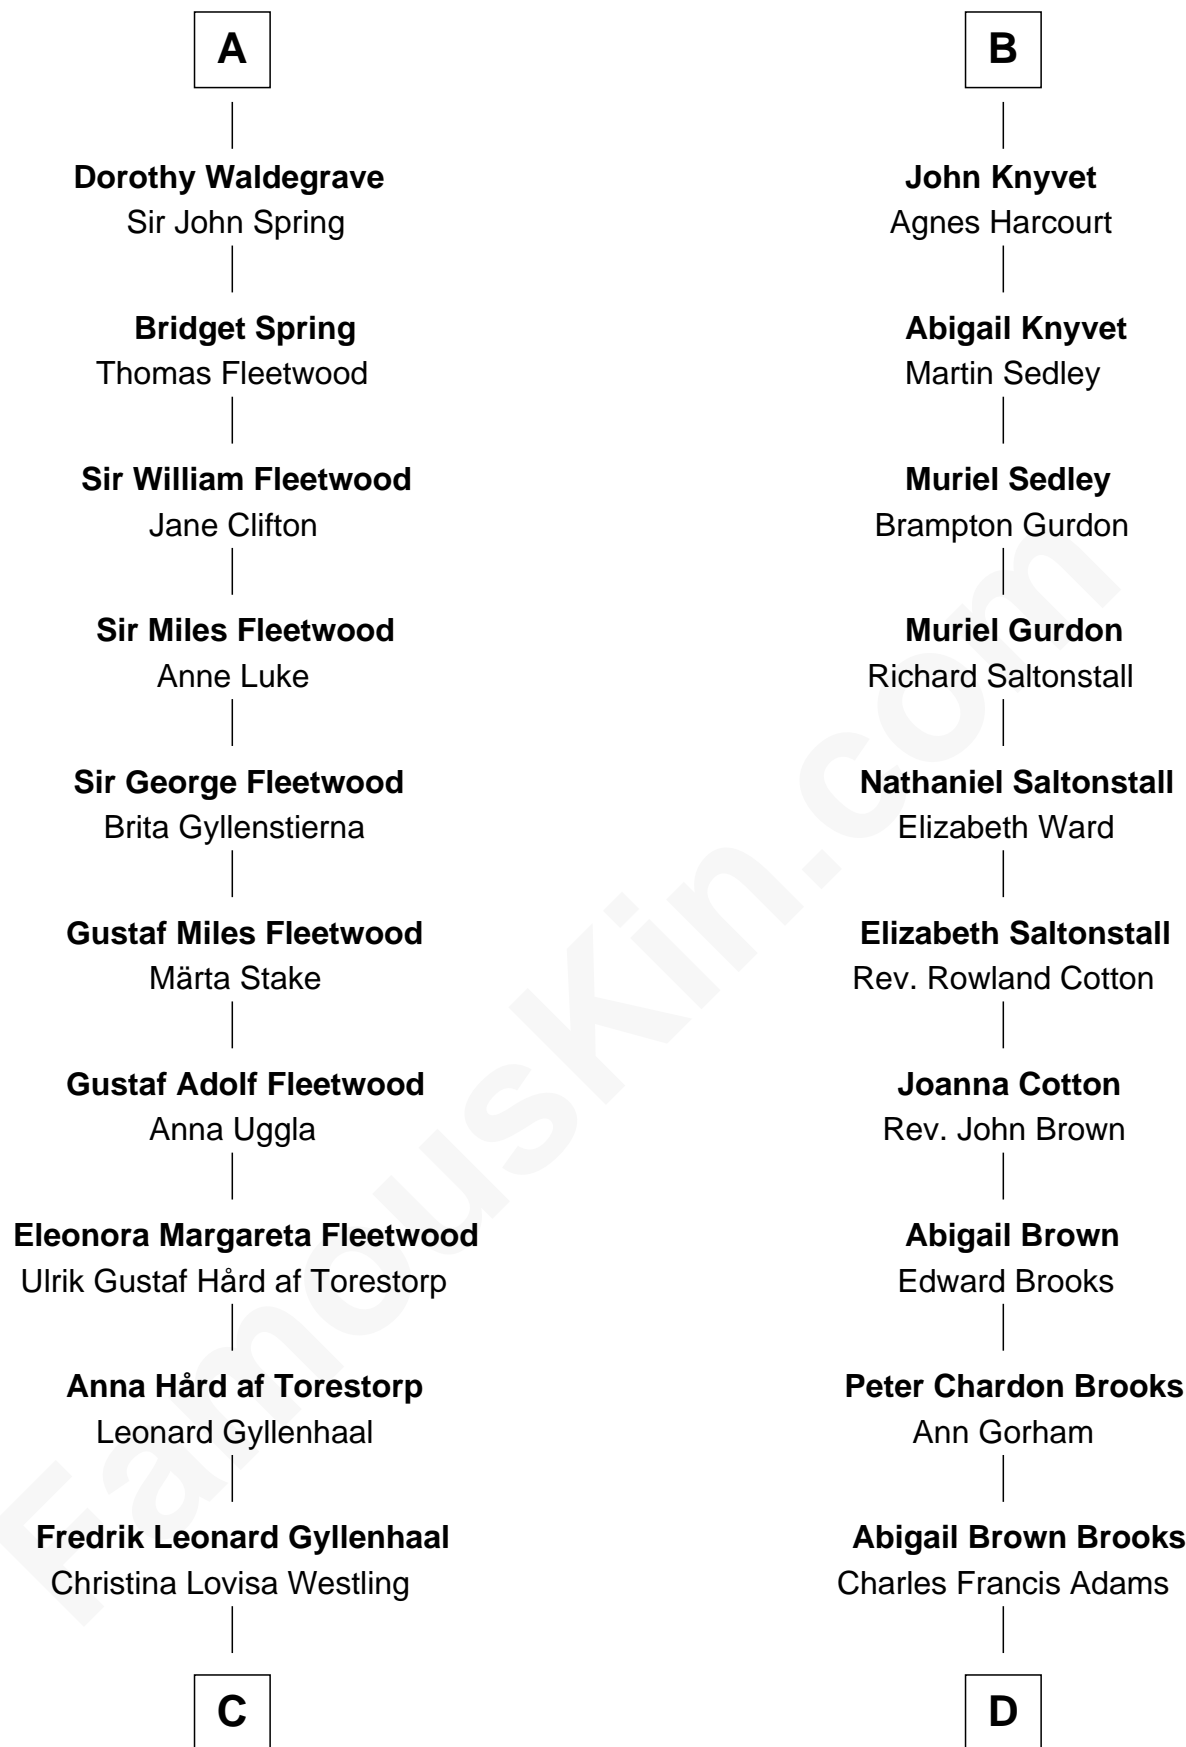 A
Dorothy Waldegrave
Sir John Spring
Bridget Spring
Thomas Fleetwood
Sir William Fleetwood
Jane Clifton
Sir Miles Fleetwood
Anne Luke
Sir George Fleetwood
Brita Gyllenstierna
Gustaf Miles Fleetwood
Märta Stake
Gustaf Adolf Fleetwood
Anna Uggla
Eleonora Margareta Fleetwood
Ulrik Gustaf Hård af Torestorp
Anna Hård af Torestorp
Leonard Gyllenhaal
Fredrik Leonard Gyllenhaal
Christina Lovisa Westling
C
B
John Knyvet
Agnes Harcourt
Abigail Knyvet
Martin Sedley
Muriel Sedley
Brampton Gurdon
Muriel Gurdon
Richard Saltonstall
Nathaniel Saltonstall
Elizabeth Ward
Elizabeth Saltonstall
Rev. Rowland Cotton
Joanna Cotton
Rev. John Brown
Abigail Brown
Edward Brooks
Peter Chardon Brooks
Ann Gorham
Abigail Brown Brooks
Charles Francis Adams
D
FamousKin.com